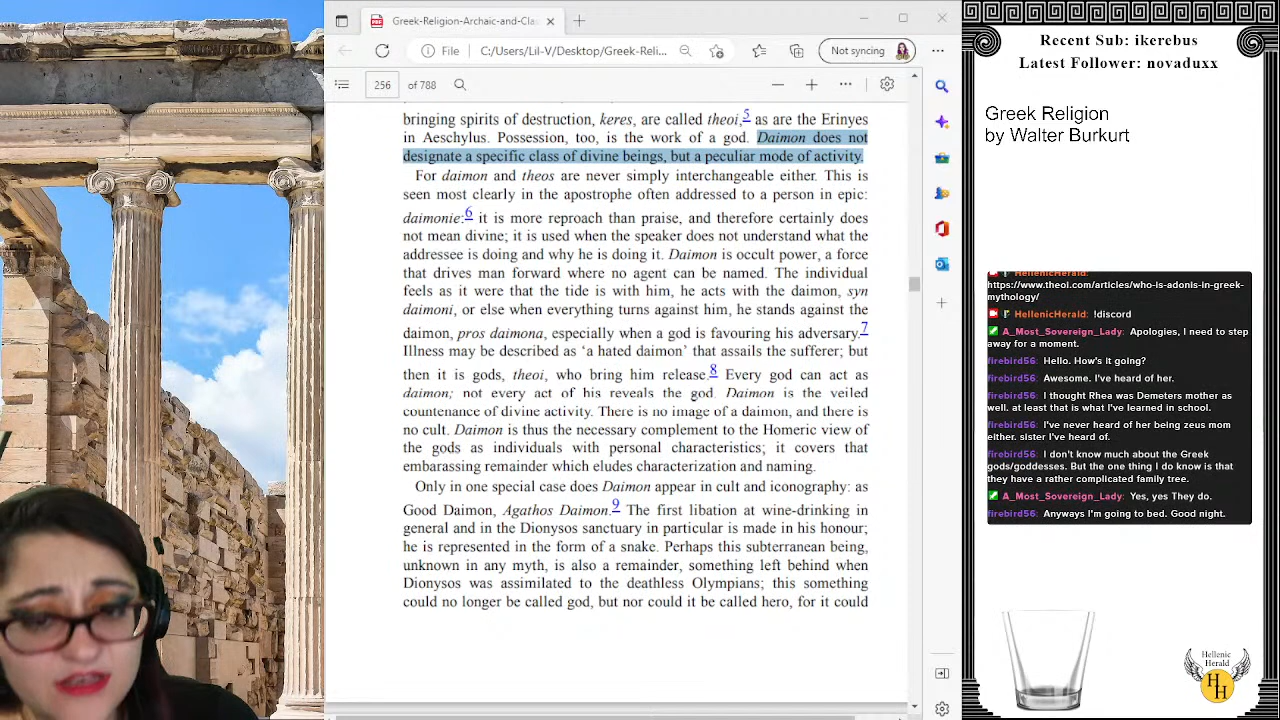 Greek-Religion-Archaic-and-Cla
File
C:/Users/Lil-V/Desktop/Greek-Reli...
Not syncing
256 of 788
bringing spirits of destruction, keres, are called theoi,5 as are the Erinyes
in Aeschylus. Possession, too, is the work of a god. Daimon does not
designate a specific class of divine beings, but a peculiar mode of activity.
For daimon and theos are never simply interchangeable either. This is
seen most clearly in the apostrophe often addressed to a person in epic:
daimonie:6 it is more reproach than praise, and therefore certainly does
not mean divine; it is used when the speaker does not understand what the
addressee is doing and why he is doing it. Daimon is occult power, a force
that drives man forward where no agent can be named. The individual
feels as it were that the tide is with him, he acts with the daimon, syn
daimoni, or else when everything turns against him, he stands against the
daimon, pros daimona, especially when a god is favouring his adversary.7
Illness may be described as ‘a hated daimon’ that assails the sufferer; but
then it is gods, theoi, who bring him release.8 Every god can act as
daimon; not every act of his reveals the god. Daimon is the veiled
countenance of divine activity. There is no image of a daimon, and there is
no cult. Daimon is thus the necessary complement to the Homeric view of
the gods as individuals with personal characteristics; it covers that
embarassing remainder which eludes characterization and naming.
Only in one special case does Daimon appear in cult and iconography: as
Good Daimon, Agathos Daimon.9 The first libation at wine-drinking in
general and in the Dionysos sanctuary in particular is made in his honour;
he is represented in the form of a snake. Perhaps this subterranean being,
unknown in any myth, is also a remainder, something left behind when
Dionysos was assimilated to the deathless Olympians; this something
could no longer be called god, but nor could it be called hero, for it could
Recent Sub: ikerebus
Latest Follower: novaduxx
Greek Religion
by Walter Burkurt
HellenicHerald:
https://www.theoi.com/articles/who-is-adonis-in-greek-
mythology/
HellenicHerald: !discord
A_Most_Sovereign_Lady: Apologies, I need to step
away for a moment.
firebird56: Hello. How's it going?
firebird56: Awesome. I've heard of her.
firebird56: I thought Rhea was Demeters mother as
well. at least that is what I've learned in school.
firebird56: I've never heard of her being zeus mom
either. sister I've heard of.
firebird56: I don't know much about the Greek
gods/goddesses. But the one thing I do know is that
they have a rather complicated family tree.
A_Most_Sovereign_Lady: Yes, yes They do.
firebird56: Anyways I'm going to bed. Good night.
Hellenic
Herald
HH